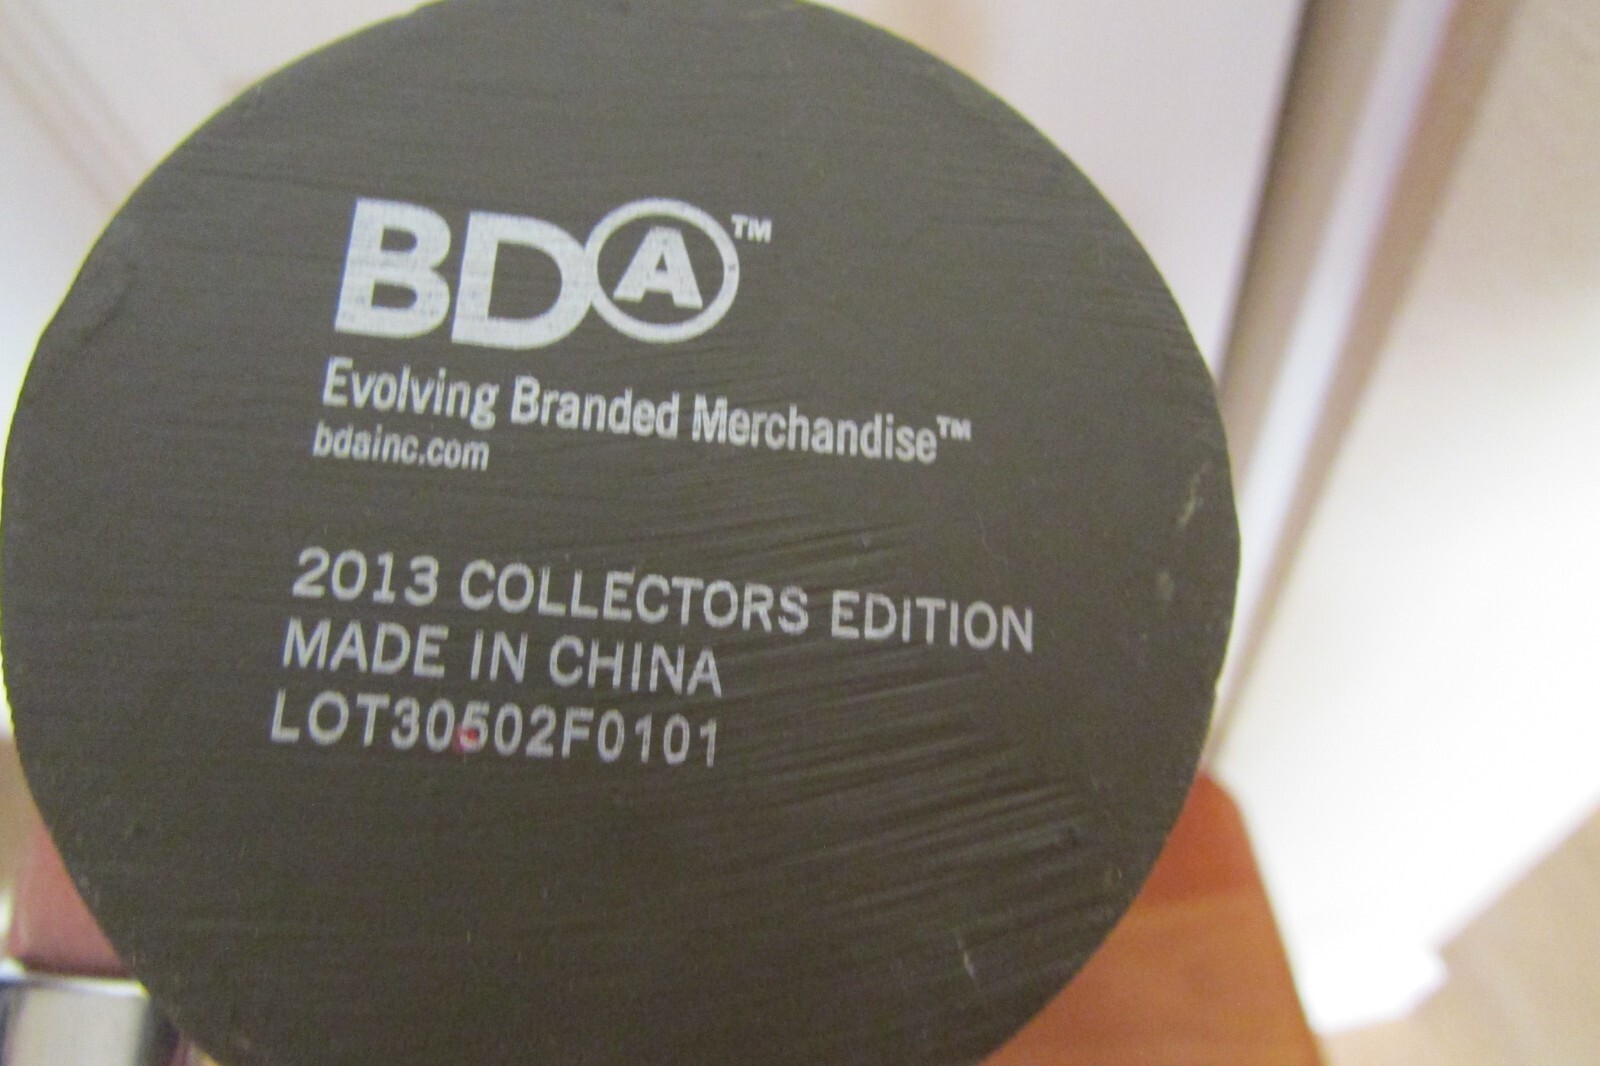 BDA™
Evolving Branded Merchandise™
bdainc.com
2013 COLLECTORS EDITION
MADE IN CHINA
LOT30502F0101